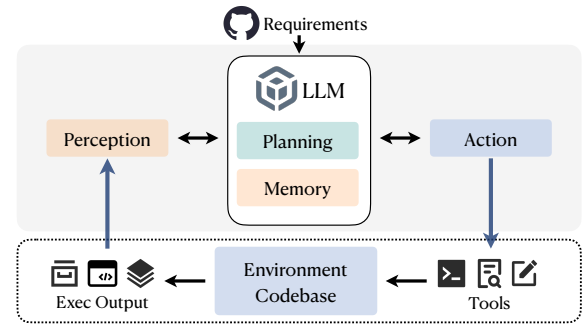 Requirements
LLM
Perception
Planning
Action
Memory
Environment
Codebase
Exec Output
Tools